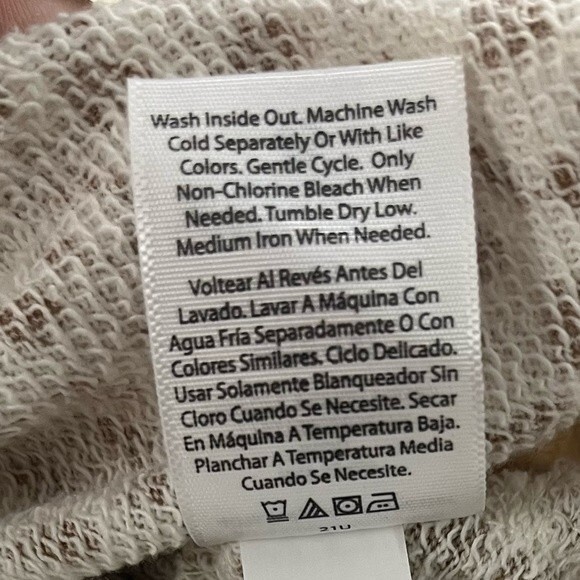 Wash Inside Out. Machine Wash
Cold Separately Or With Like
Colors. Gentle Cycle. Only
Non-Chlorine Bleach When
Needed. Tumble Dry Low.
Medium Iron When Needed.
Voltear Al Revés Antes Del
Lavado. Lavar A Máquina Con
Agua Fría Separadamente O Con
Colores Similares. Ciclo Delicado.
Usar Solamente Blanqueador Sin
Cloro Cuando Se Necesite. Secar
En Máquina A Temperatura Baja.
Planchar A Temperatura Media
Cuando Se Necesite.